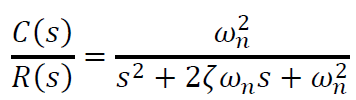 C(s)/R(s) = ω_n^2/(s^2 + 2ζω_n s + ω_n^2)